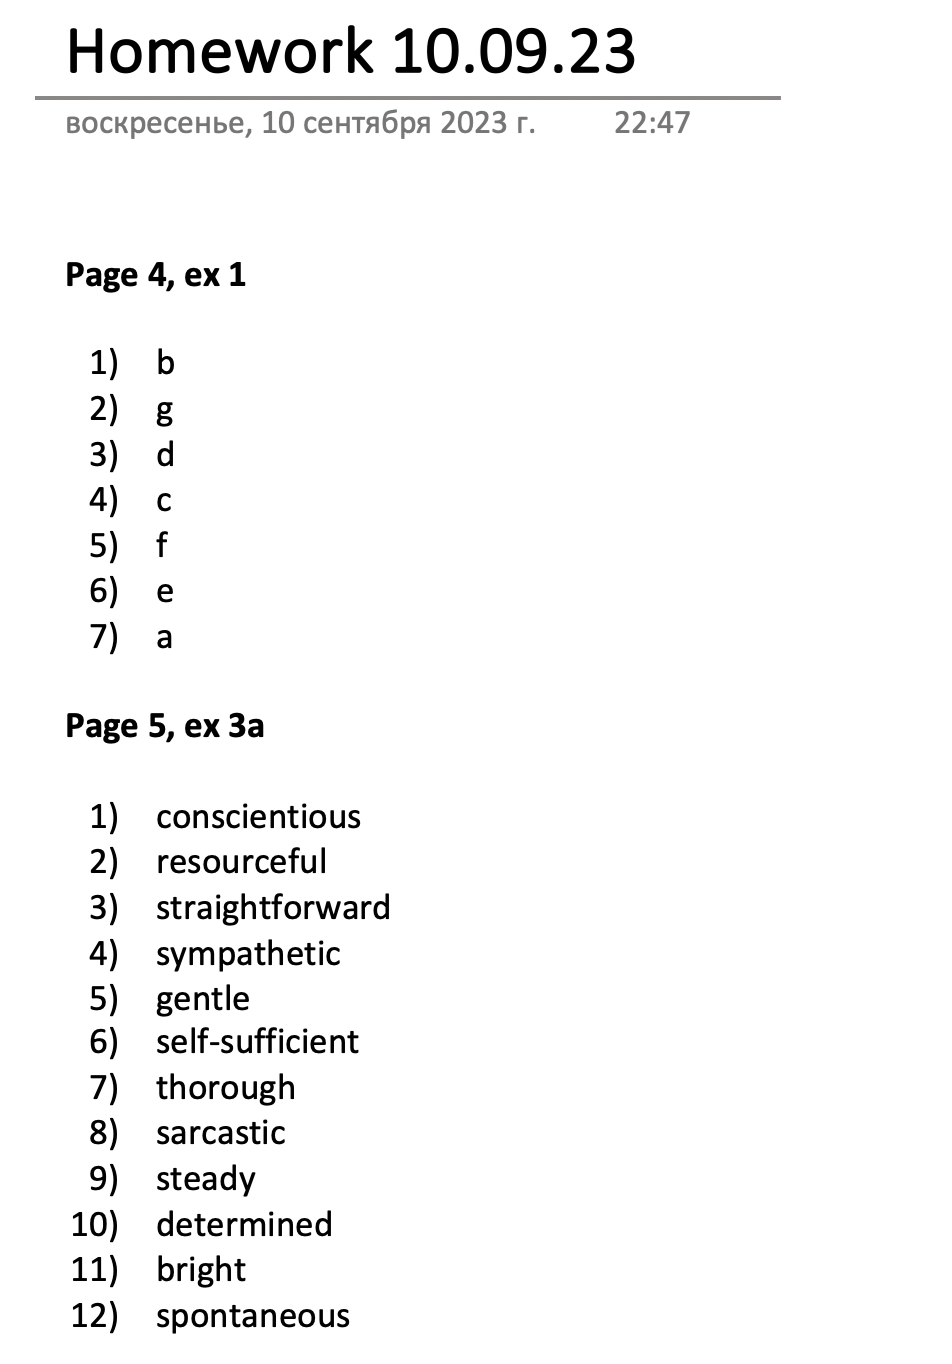 Homework 10.09.23
воскресенье, 10 сентября 2023 г. 22:47
Page 4, ex 1
1) b
2) g
3) d
4) c
5) f
6) e
7) a
Page 5, ex 3a
1) conscientious
2) resourceful
3) straightforward
4) sympathetic
5) gentle
6) self-sufficient
7) thorough
8) sarcastic
9) steady
10) determined
11) bright
12) spontaneous